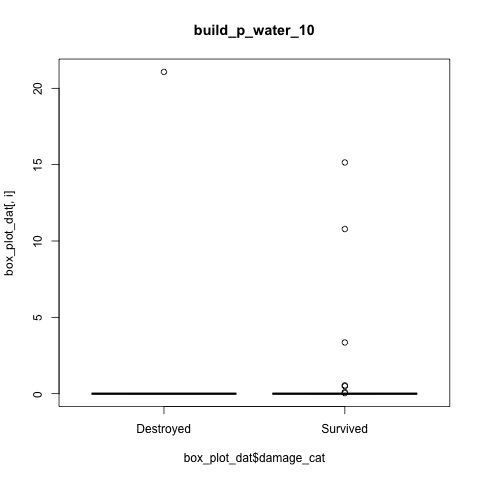 build_p_water_10
box_plot_dat[, i]
20
15
10
5
0
Destroyed
Survived
box_plot_dat$damage_cat